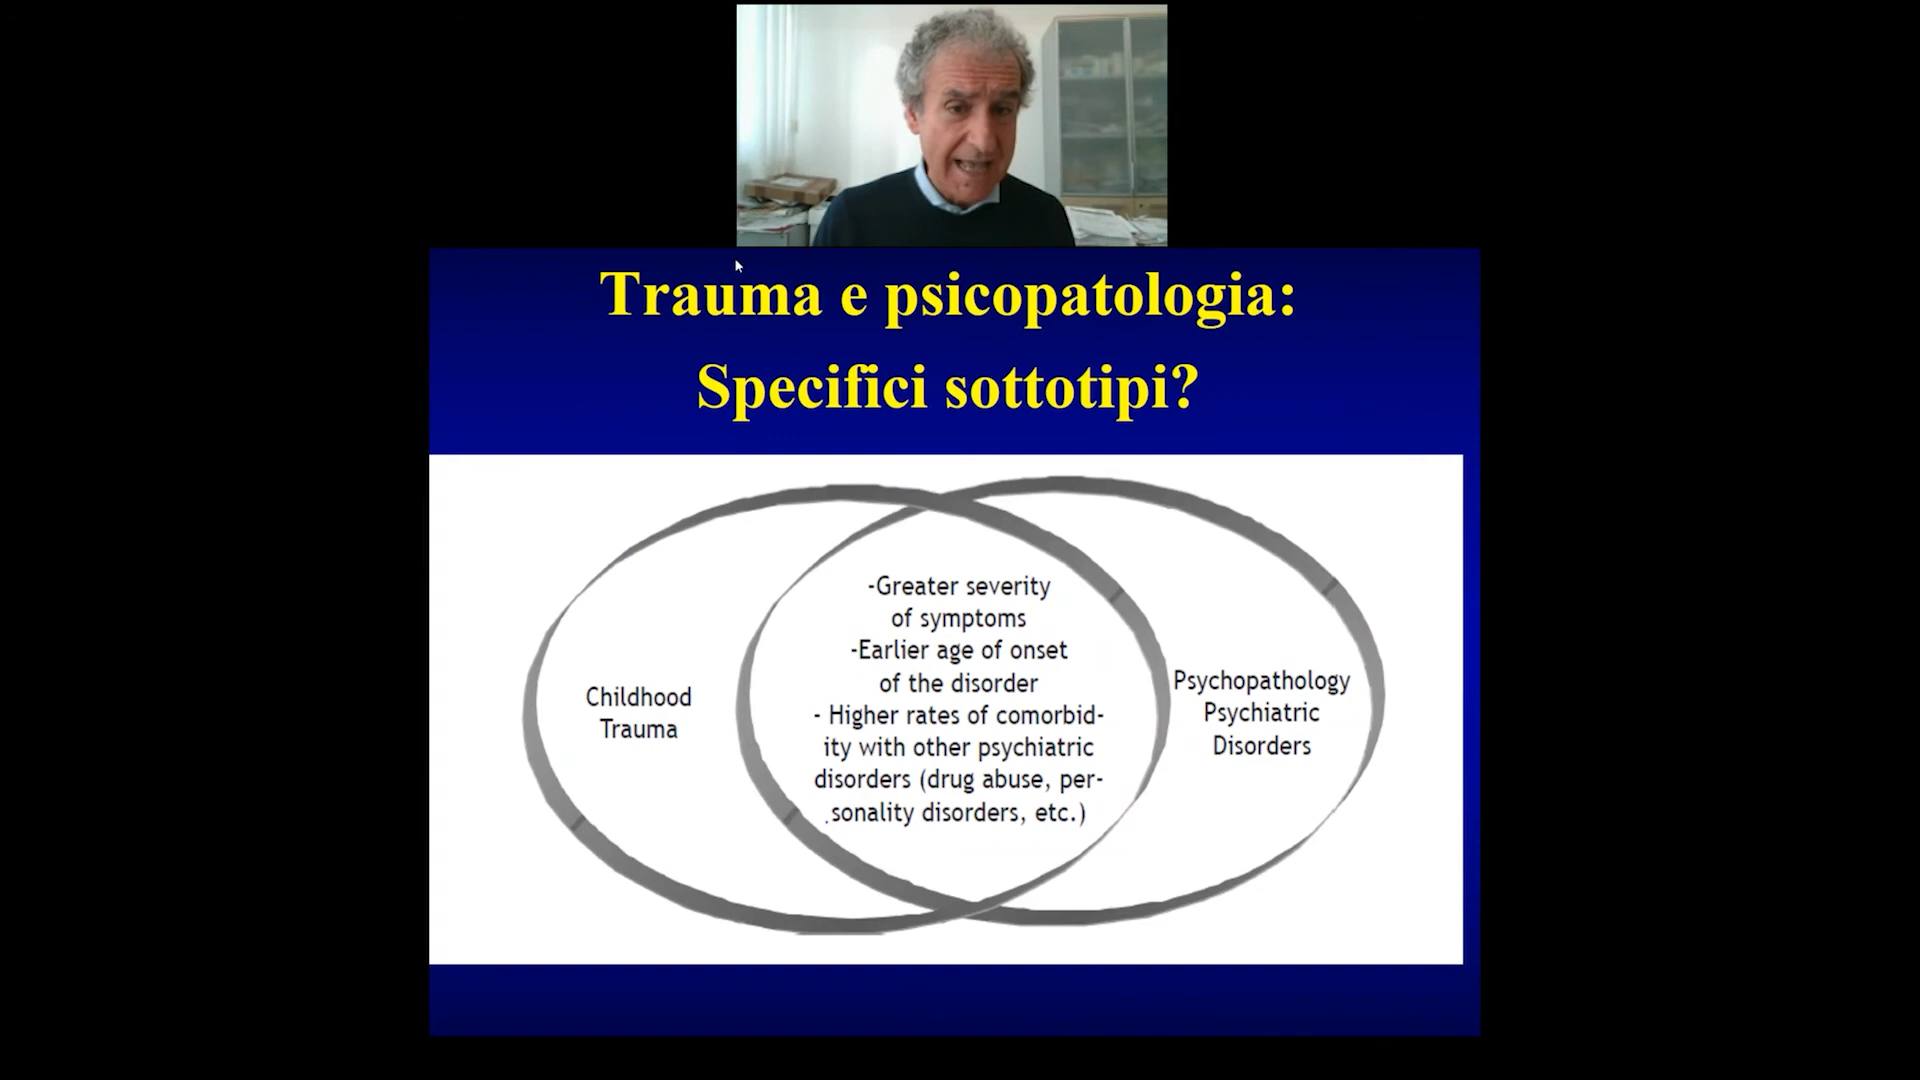 Trauma e psicopatologia:
Specifici sottotipi?
-Greater severity
of symptoms
-Earlier age of onset
of the disorder
- Higher rates of comorbid-
ity with other psychiatric
disorders (drug abuse, per-
sonality disorders, etc.)
Childhood
Trauma
Psychopathology
Psychiatric
Disorders